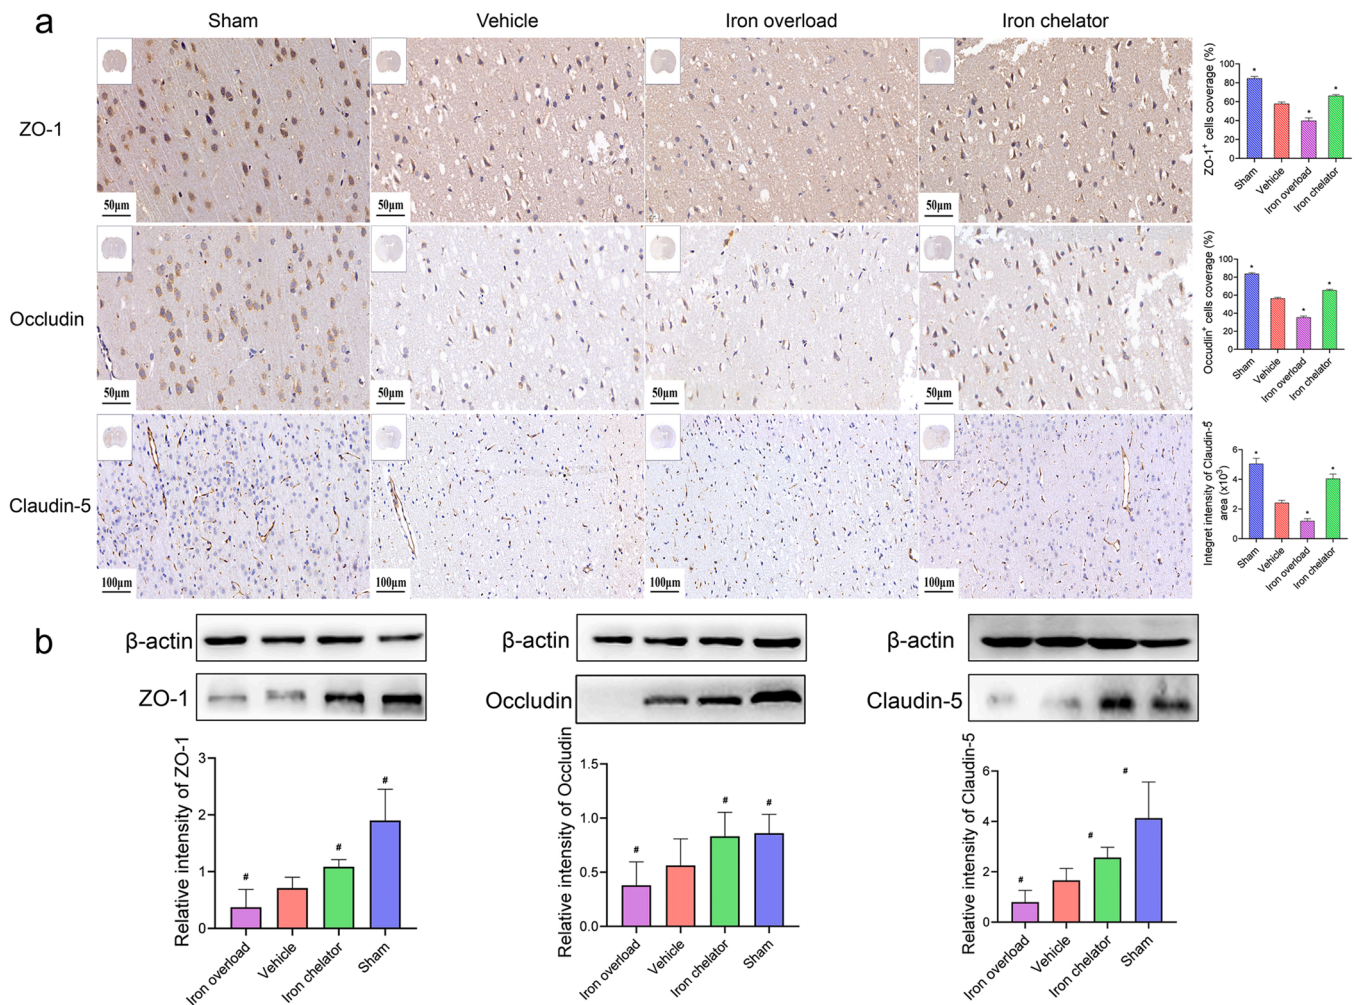 a
Sham
Vehicle
Iron overload
Iron chelator
ZO-1
50μm
50μm
50μm
50μm
ZO-1+ cells coverage (%)
100
80
60
40
20
0
*
*
*
Sham
Vehicle
Iron overload
Iron chelator
Occludin
50μm
50μm
50μm
50μm
Occudlin+ cells coverage (%)
100
80
60
40
20
0
*
*
*
Sham
Vehicle
Iron overload
Iron chelator
Claudin-5
100μm
100μm
100μm
100μm
Integret intensity of Claudin-5
area (x10³)
6
4
2
0
*
*
*
Sham
Vehicle
Iron overload
Iron chelator
b
β-actin
ZO-1
Relative intensity of ZO-1
3
2
1
0
#
#
#
Iron overload
Vehicle
Iron chelator
Sham
β-actin
Occludin
Relative intensity of Occludin
1.5
1.0
0.5
0.0
#
#
#
Iron overload
Vehicle
Iron chelator
Sham
β-actin
Claudin-5
Relative intensity of Claudin-5
6
4
2
0
#
#
#
Iron overload
Vehicle
Iron chelator
Sham